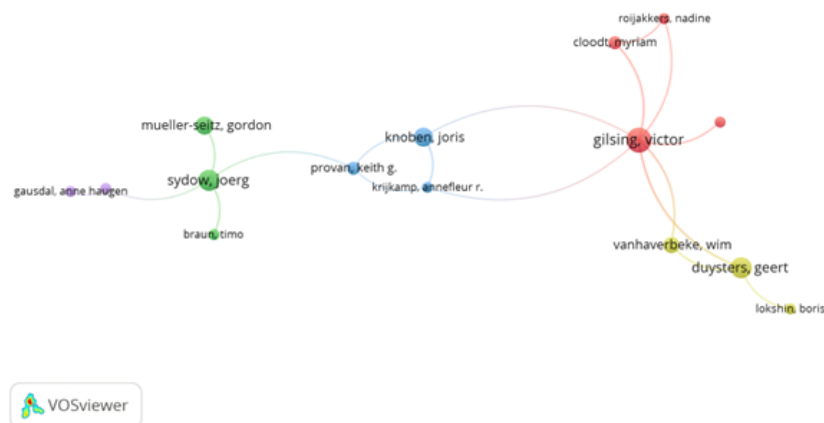 roijakkers, nadine
cloodt, myriam
mueller-seitz, gordon
knoben, joris
gilsing, victor
provan, keith g.
sydow, joerg
krijkamp, annefleur r.
gausdal, anne haugen
braun, timo
vanhaverbeke, wim
duysters, geert
lokshin, boris
VOSviewer